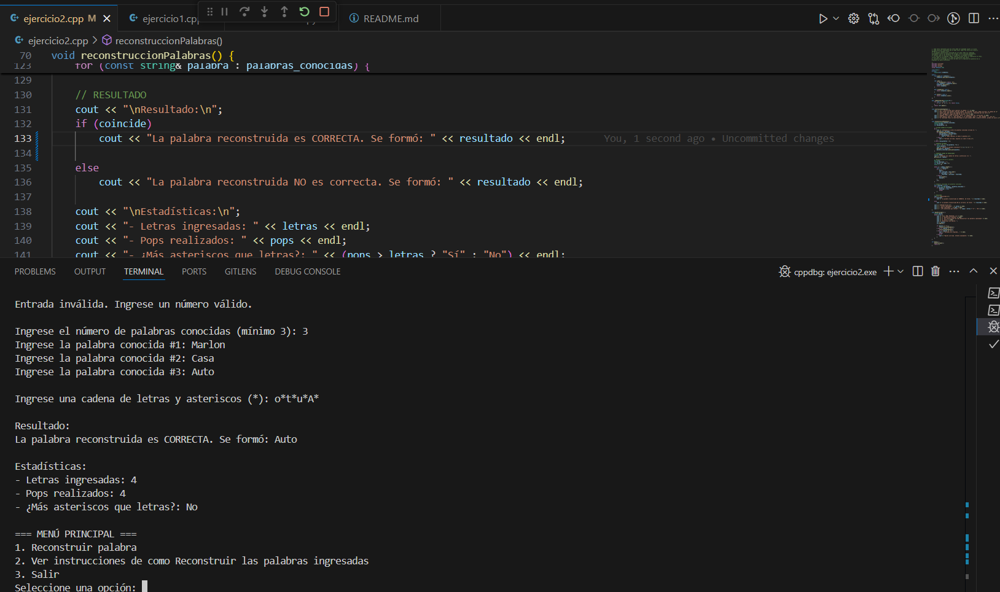 ejercicio2.cpp M
ejercicio1.cpp
README.md
ejercicio2.cpp > reconstruccionPalabras()
70 void reconstruccionPalabras() {
123 for (const string& palabra : palabras_conocidas) {
129
130 // RESULTADO
131 cout << "\nResultado:\n";
132 if (coincide)
133 cout << "La palabra reconstruida es CORRECTA. Se formó: " << resultado << endl; You, 1 second ago • Uncommitted changes
134
135 else
136 cout << "La palabra reconstruida NO es correcta. Se formó: " << resultado << endl;
137
138 cout << "\nEstadísticas:\n";
139 cout << "- Letras ingresadas: " << letras << endl;
140 cout << "- Pops realizados: " << pops << endl;
141 cout << "- ¿Más asteriscos que letras?: " << (pops > letras ? "Sí" : "No") << endl;
PROBLEMS OUTPUT TERMINAL PORTS GITLENS DEBUG CONSOLE
cppdbg: ejercicio2.exe
Entrada inválida. Ingrese un número válido.
Ingrese el número de palabras conocidas (mínimo 3): 3
Ingrese la palabra conocida #1: Marlon
Ingrese la palabra conocida #2: Casa
Ingrese la palabra conocida #3: Auto
Ingrese una cadena de letras y asteriscos (*): o*t*u*A*
Resultado:
La palabra reconstruida es CORRECTA. Se formó: Auto
Estadísticas:
- Letras ingresadas: 4
- Pops realizados: 4
- ¿Más asteriscos que letras?: No
=== MENÚ PRINCIPAL ===
1. Reconstruir palabra
2. Ver instrucciones de como Reconstruir las palabras ingresadas
3. Salir
Seleccione una opción: